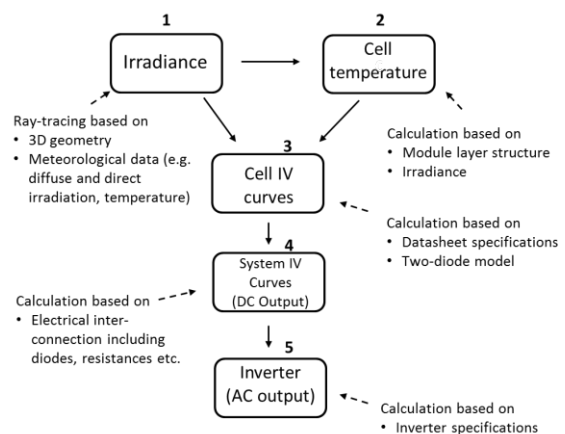 1
Irradiance
2
Cell
temperature
Ray-tracing based on
• 3D geometry
• Meteorological data (e.g.
diffuse and direct
irradiation, temperature)
Calculation based on
• Module layer structure
• Irradiance
3
Cell IV
curves
Calculation based on
• Datasheet specifications
• Two-diode model
4
System IV
Curves
(DC Output)
Calculation based on
• Electrical inter-
connection including
diodes, resistances etc.
5
Inverter
(AC output)
Calculation based on
• Inverter specifications